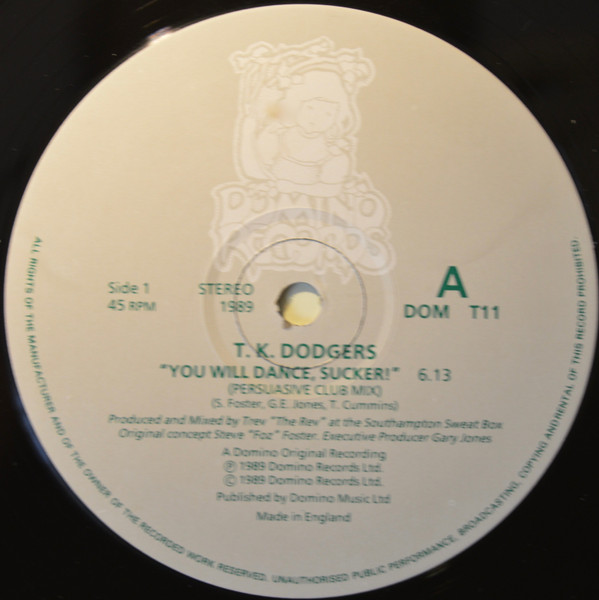 DOMINO
RECORDS
Side 1
45 RPM
STEREO
1989
A
DOM T11
T. K. DODGERS
"YOU WILL DANCE, SUCKER!" 6.13
(PERSUASIVE CLUB MIX)
(S. Foster, G.E. Jones, T. Cummins)
Produced and Mixed by Trev "The Rev" at the Southampton Sweat Box
Original concept Steve "Foz" Foster. Executive Producer Gary Jones
A Domino Original Recording
℗ 1989 Domino Records Ltd.
© 1989 Domino Records Ltd.
Published by Domino Music Ltd
Made in England
ALL RIGHTS OF THE MANUFACTURER AND OF THE OWNER OF THE RECORDED WORK RESERVED. UNAUTHORISED PUBLIC PERFORMANCE, BROADCASTING, COPYING AND RENTAL OF THIS RECORD PROHIBITED.